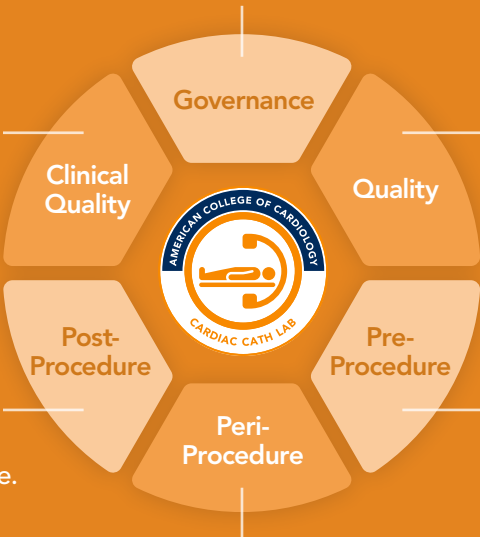 Governance
Clinical
Quality
Quality
AMERICAN COLLEGE OF CARDIOLOGY
CARDIAC CATH LAB
Post-
Procedure
Pre-
Procedure
Peri-
Procedure
e.